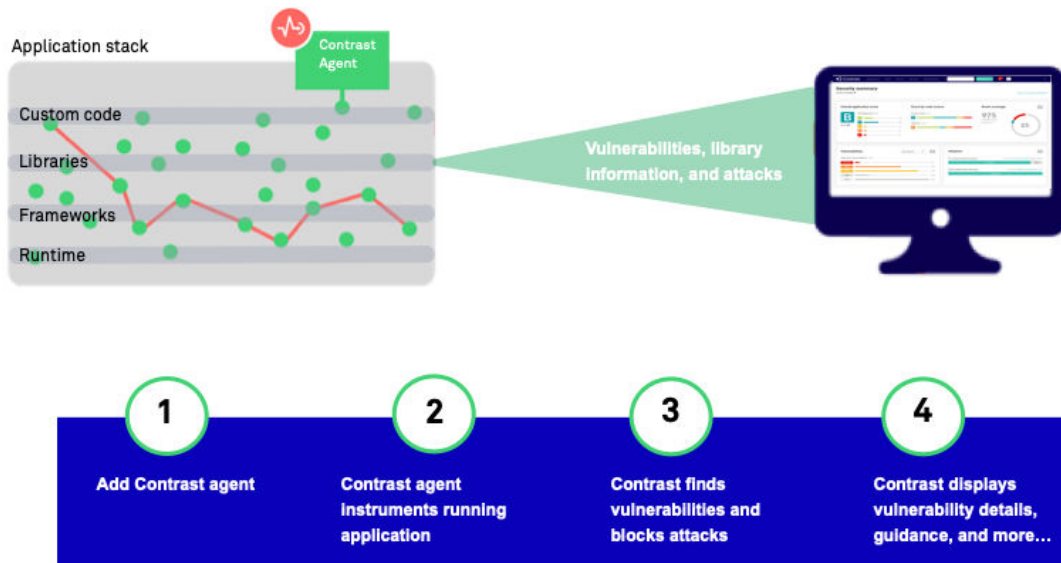 Application stack
Contrast
Agent
Custom code
Libraries
Frameworks
Runtime
Vulnerabilities, library
information, and attacks
Security summary
1
2
3
4
Add Contrast agent
Contrast agent
instruments running
application
Contrast finds
vulnerabilities and
blocks attacks
Contrast displays
vulnerability details,
guidance, and more...